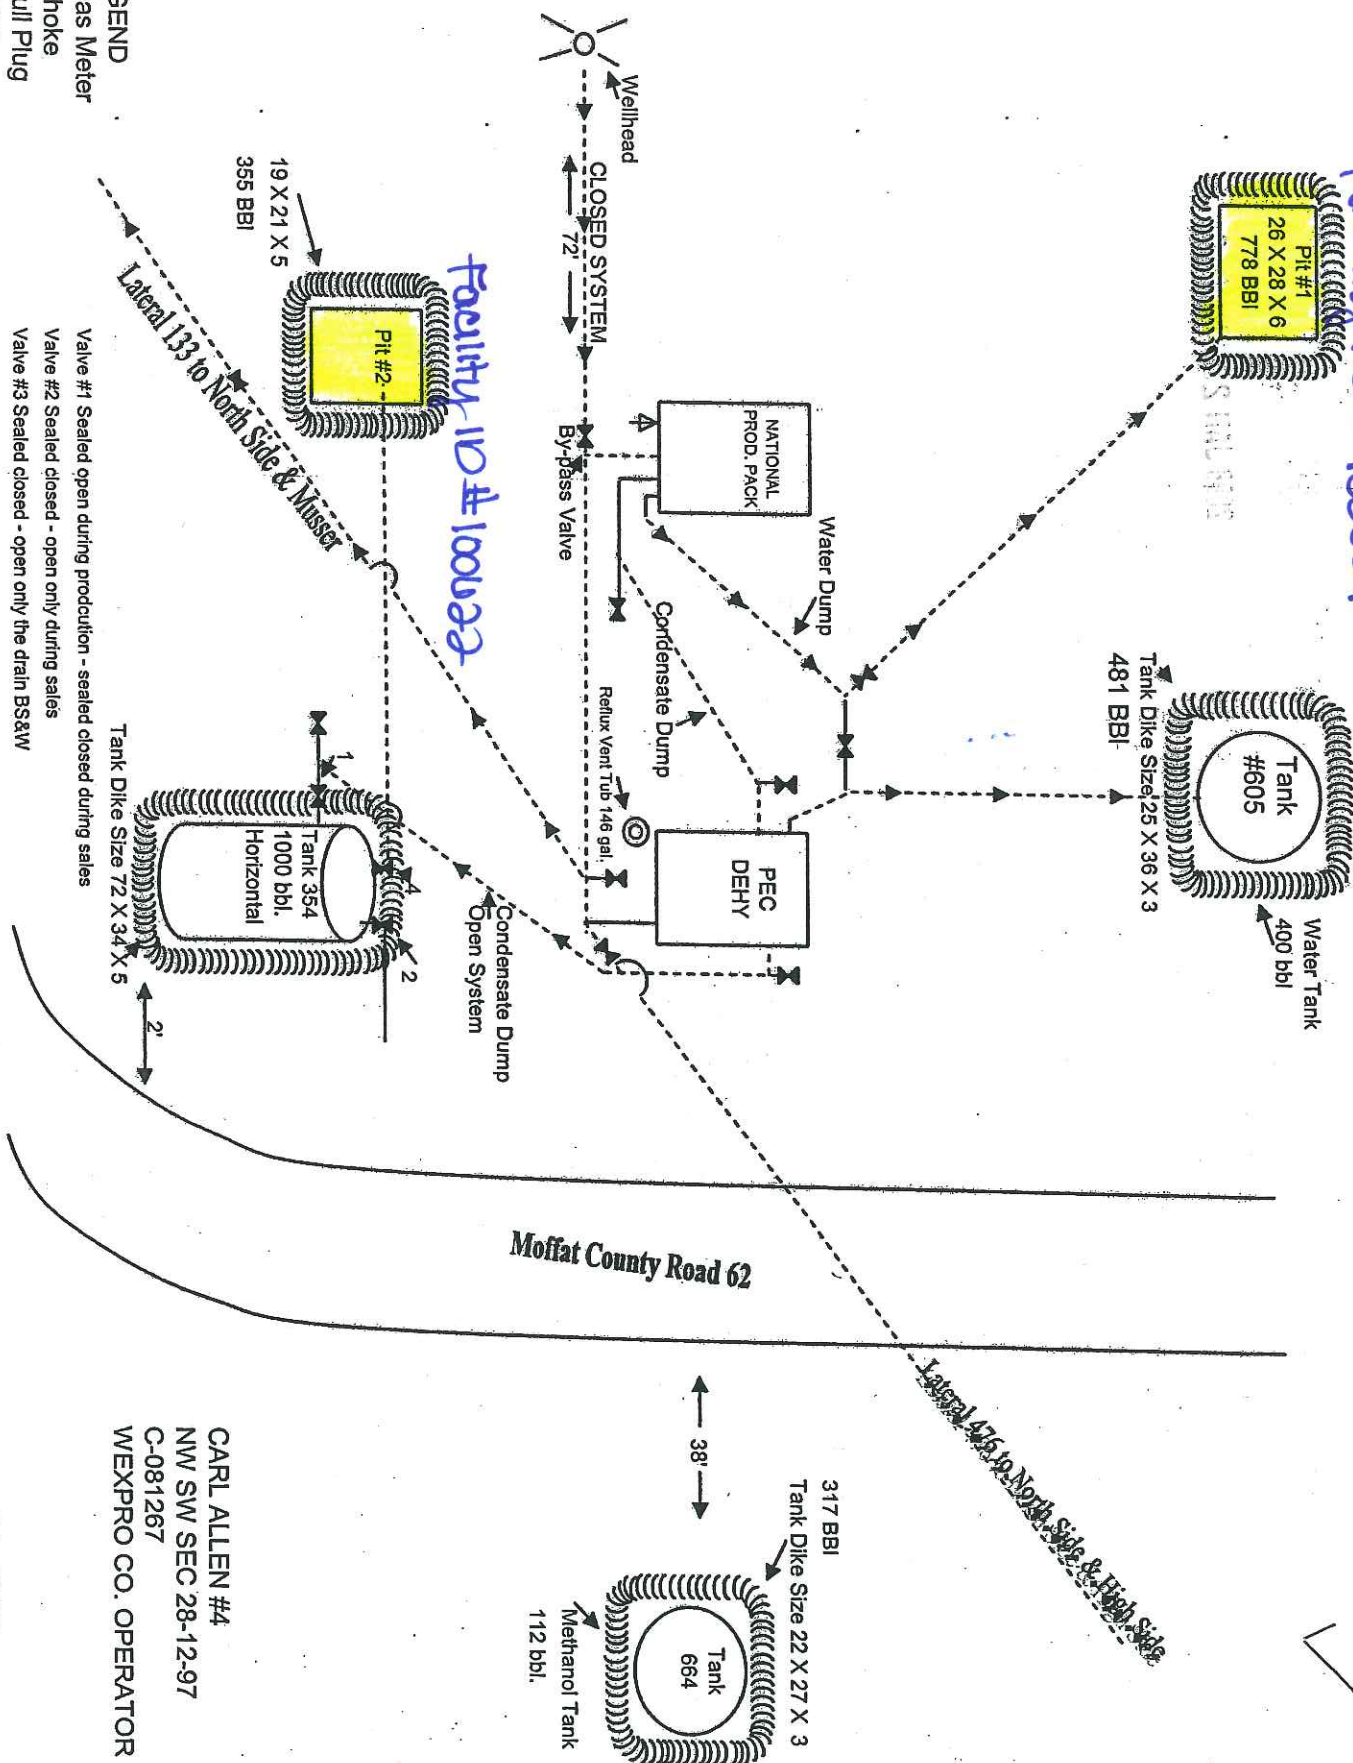 Pit #1
26 X 28 X 6
778 BBl
Tank
#605
Water Tank
400 bbl
Tank Dike Size 25 X 36 X 3
481 BBl
Water Dump
NATIONAL
PROD. PACK
Wellhead
CLOSED SYSTEM
72'
By-pass Valve
Condensate Dump
Reflux Vent Tub 146 gal.
PEC
DEHY
Facility ID # 100622
19 X 21 X 5
355 BBl
Pit #2
Lateral 133 to North Side & Musser
Condensate Dump
Open System
1
4
2
Tank 354
1000 bbl.
Horizontal
Tank Dike Size 72 X 34 X 5
2'
Valve #1 Sealed open during prodcution - sealed closed during sales
Valve #2 Sealed closed - open only during sales
Valve #3 Sealed closed - open only the drain BS&W
GEND
as Meter
hoke
ull Plug
Moffat County Road 62
Lateral 476 to North Side & High Side
38'
317 BBl
Tank Dike Size 22 X 27 X 3
Tank
664
Methanol Tank
112 bbl.
CARL ALLEN #4
NW SW SEC 28-12-97
C-081267
WEXPRO CO. OPERATOR